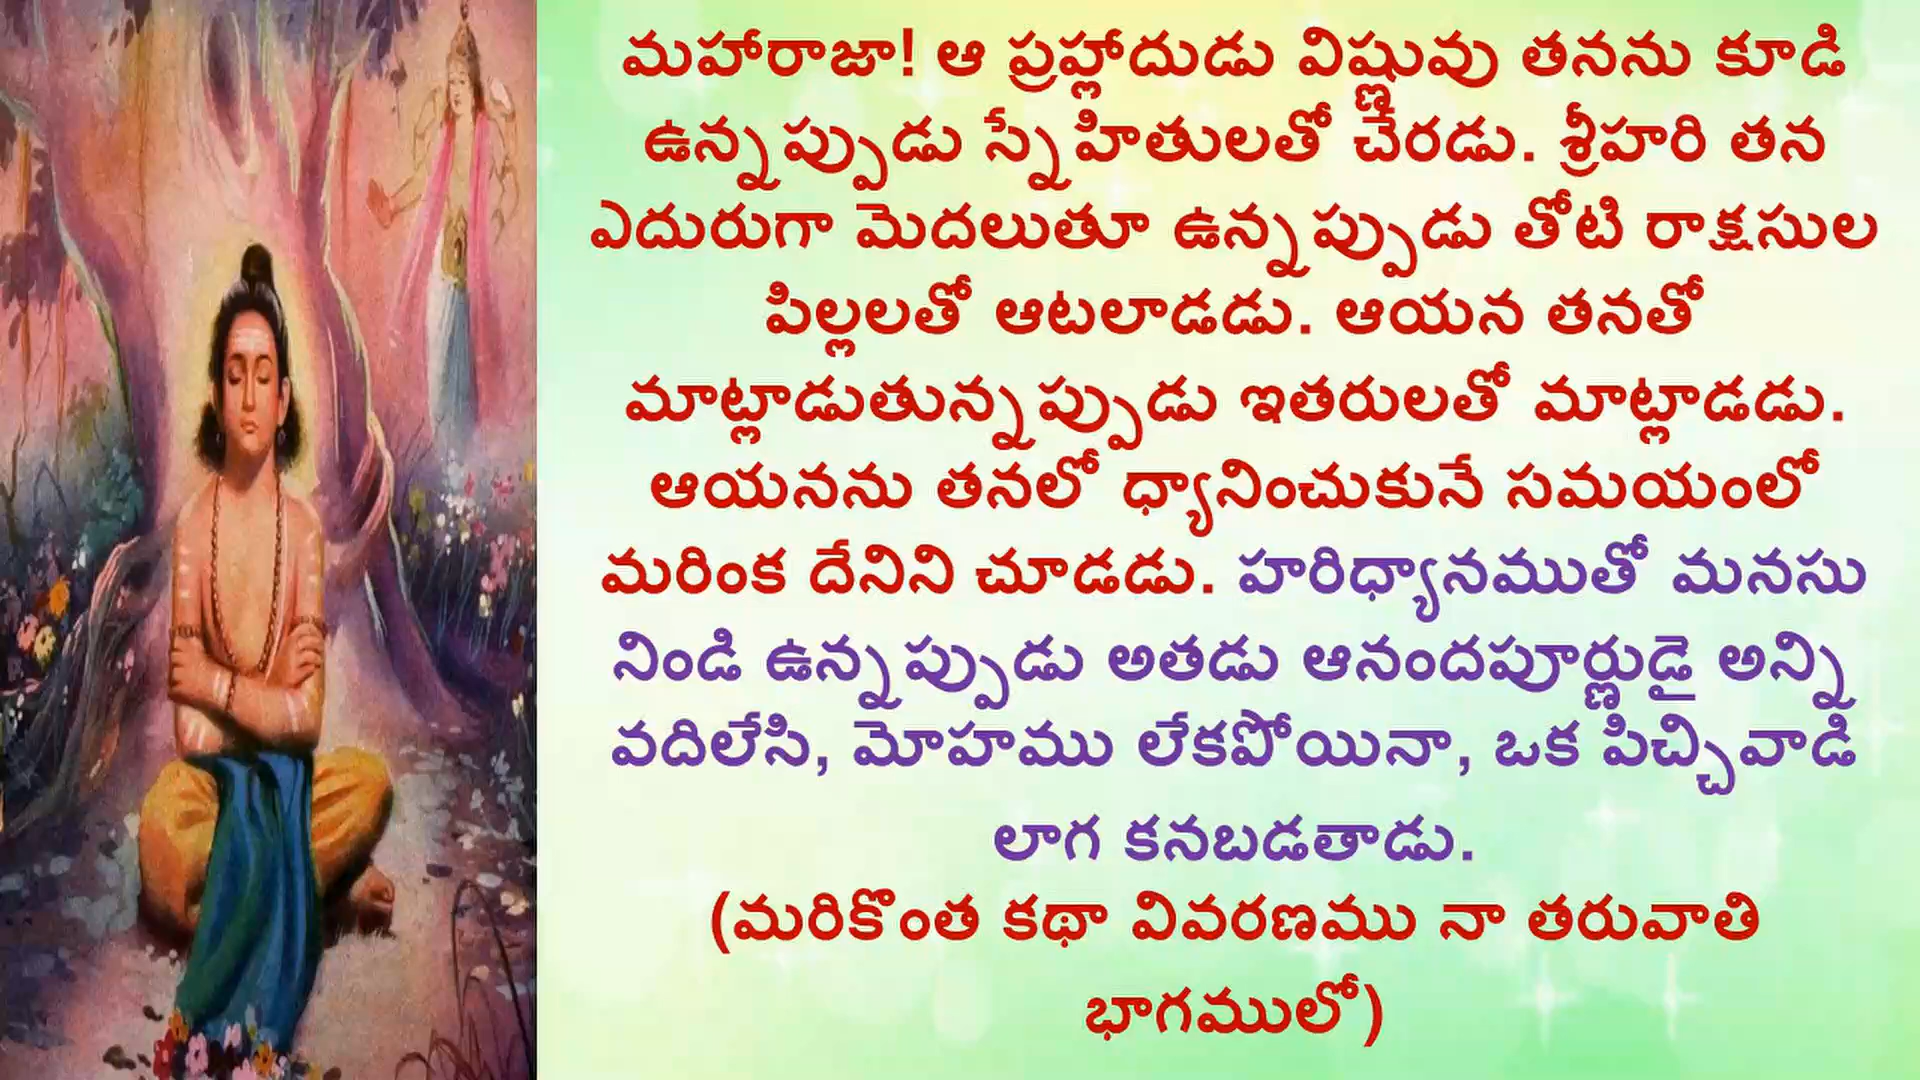 మహారాజా! ఆ ప్రహ్లాదుడు విష్ణువు తనను కూడి
ఉన్నప్పుడు స్నేహితులతో చేరడు. శ్రీహరి తన
ఎదురుగా మెదలుతూ ఉన్నప్పుడు తోటి రాక్షసుల
పిల్లలతో ఆటలాడడు. ఆయన తనతో
మాట్లాడుతున్నప్పుడు ఇతరులతో మాట్లాడడు.
ఆయనను తనలో ధ్యానించుకునే సమయంలో
మరింక దేనిని చూడడు. హరిధ్యానముతో మనసు
నిండి ఉన్నప్పుడు అతడు ఆనందపూర్ణుడై అన్ని
వదిలేసి, మోహము లేకపోయినా, ఒక పిచ్చివాడి
లాగ కనబడతాడు.
(మరికొంత కథా వివరణము నా తరువాతి
భాగములో)